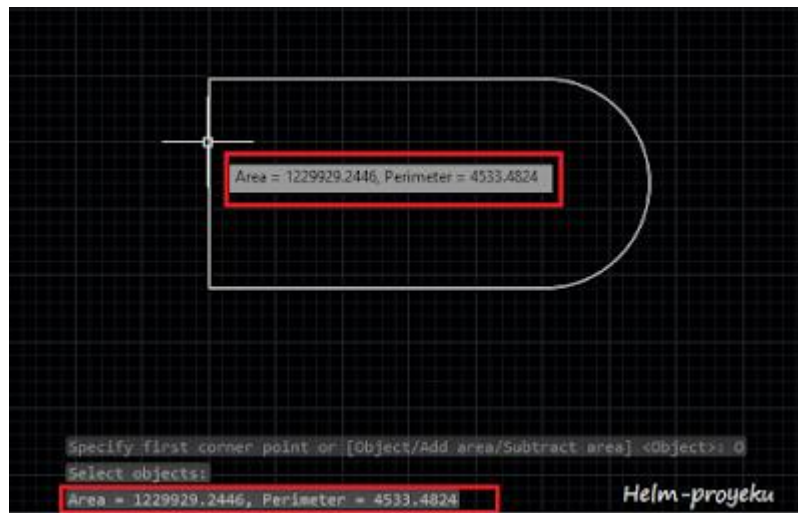 Area = 1229929.2446, Perimeter = 4533.4824
Specify first corner point or [Object/Add area/Subtract area] <Object>: O
Select objects:
Area = 1229929.2446, Perimeter = 4533.4824
Helm-proyeku